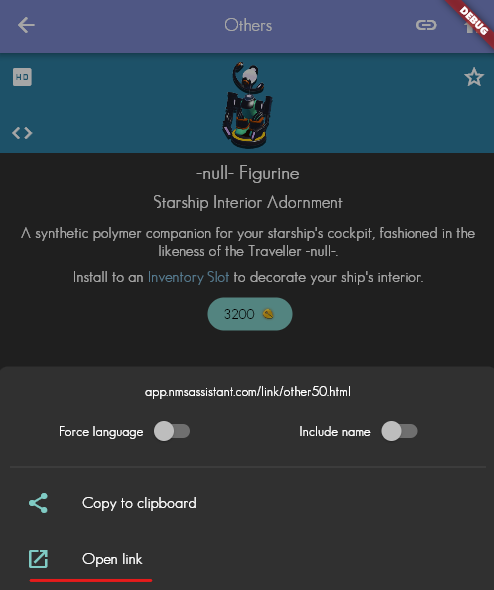 Others
DEBUG
HD
-null- Figurine
Starship Interior Adornment
A synthetic polymer companion for your starship's cockpit, fashioned in the
likeness of the Traveller -null-.
Install to an Inventory Slot to decorate your ship's interior.
3200
app.nmsassistant.com/link/other50.html
Force language
Include name
Copy to clipboard
Open link